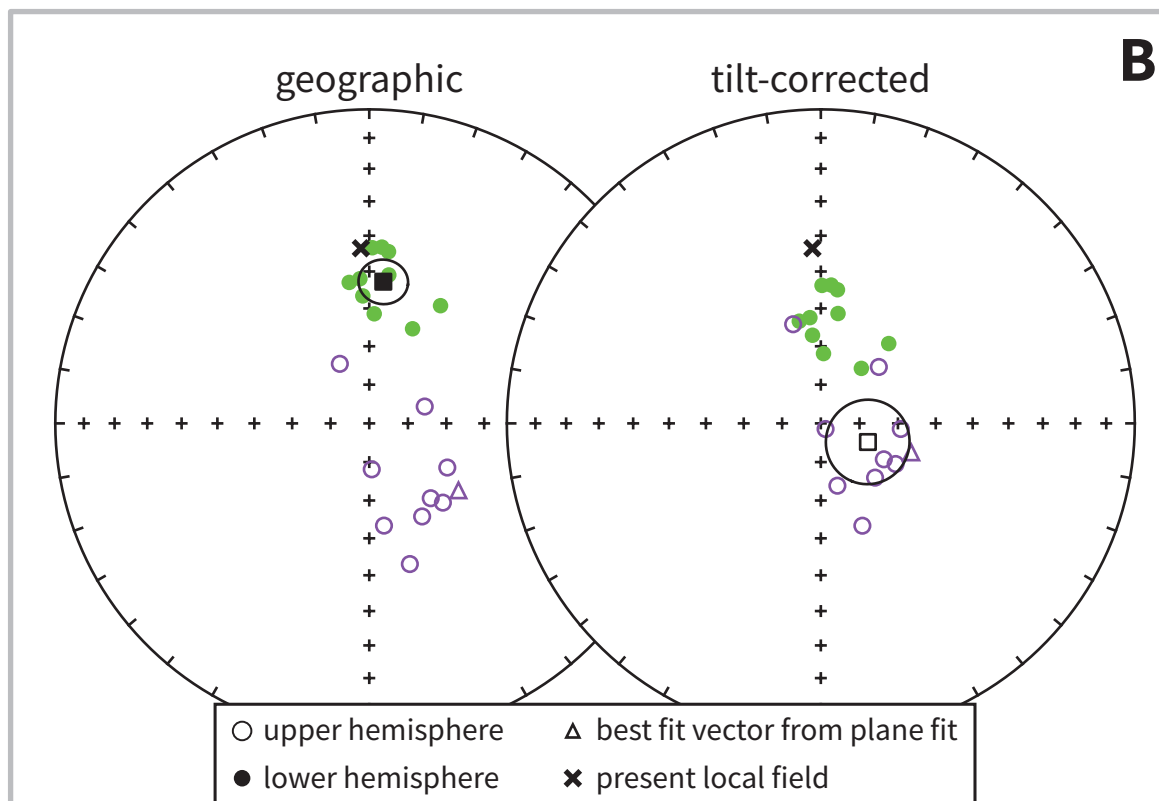 B
geographic
tilt-corrected
upper hemisphere
best fit vector from plane fit
lower hemisphere
present local field